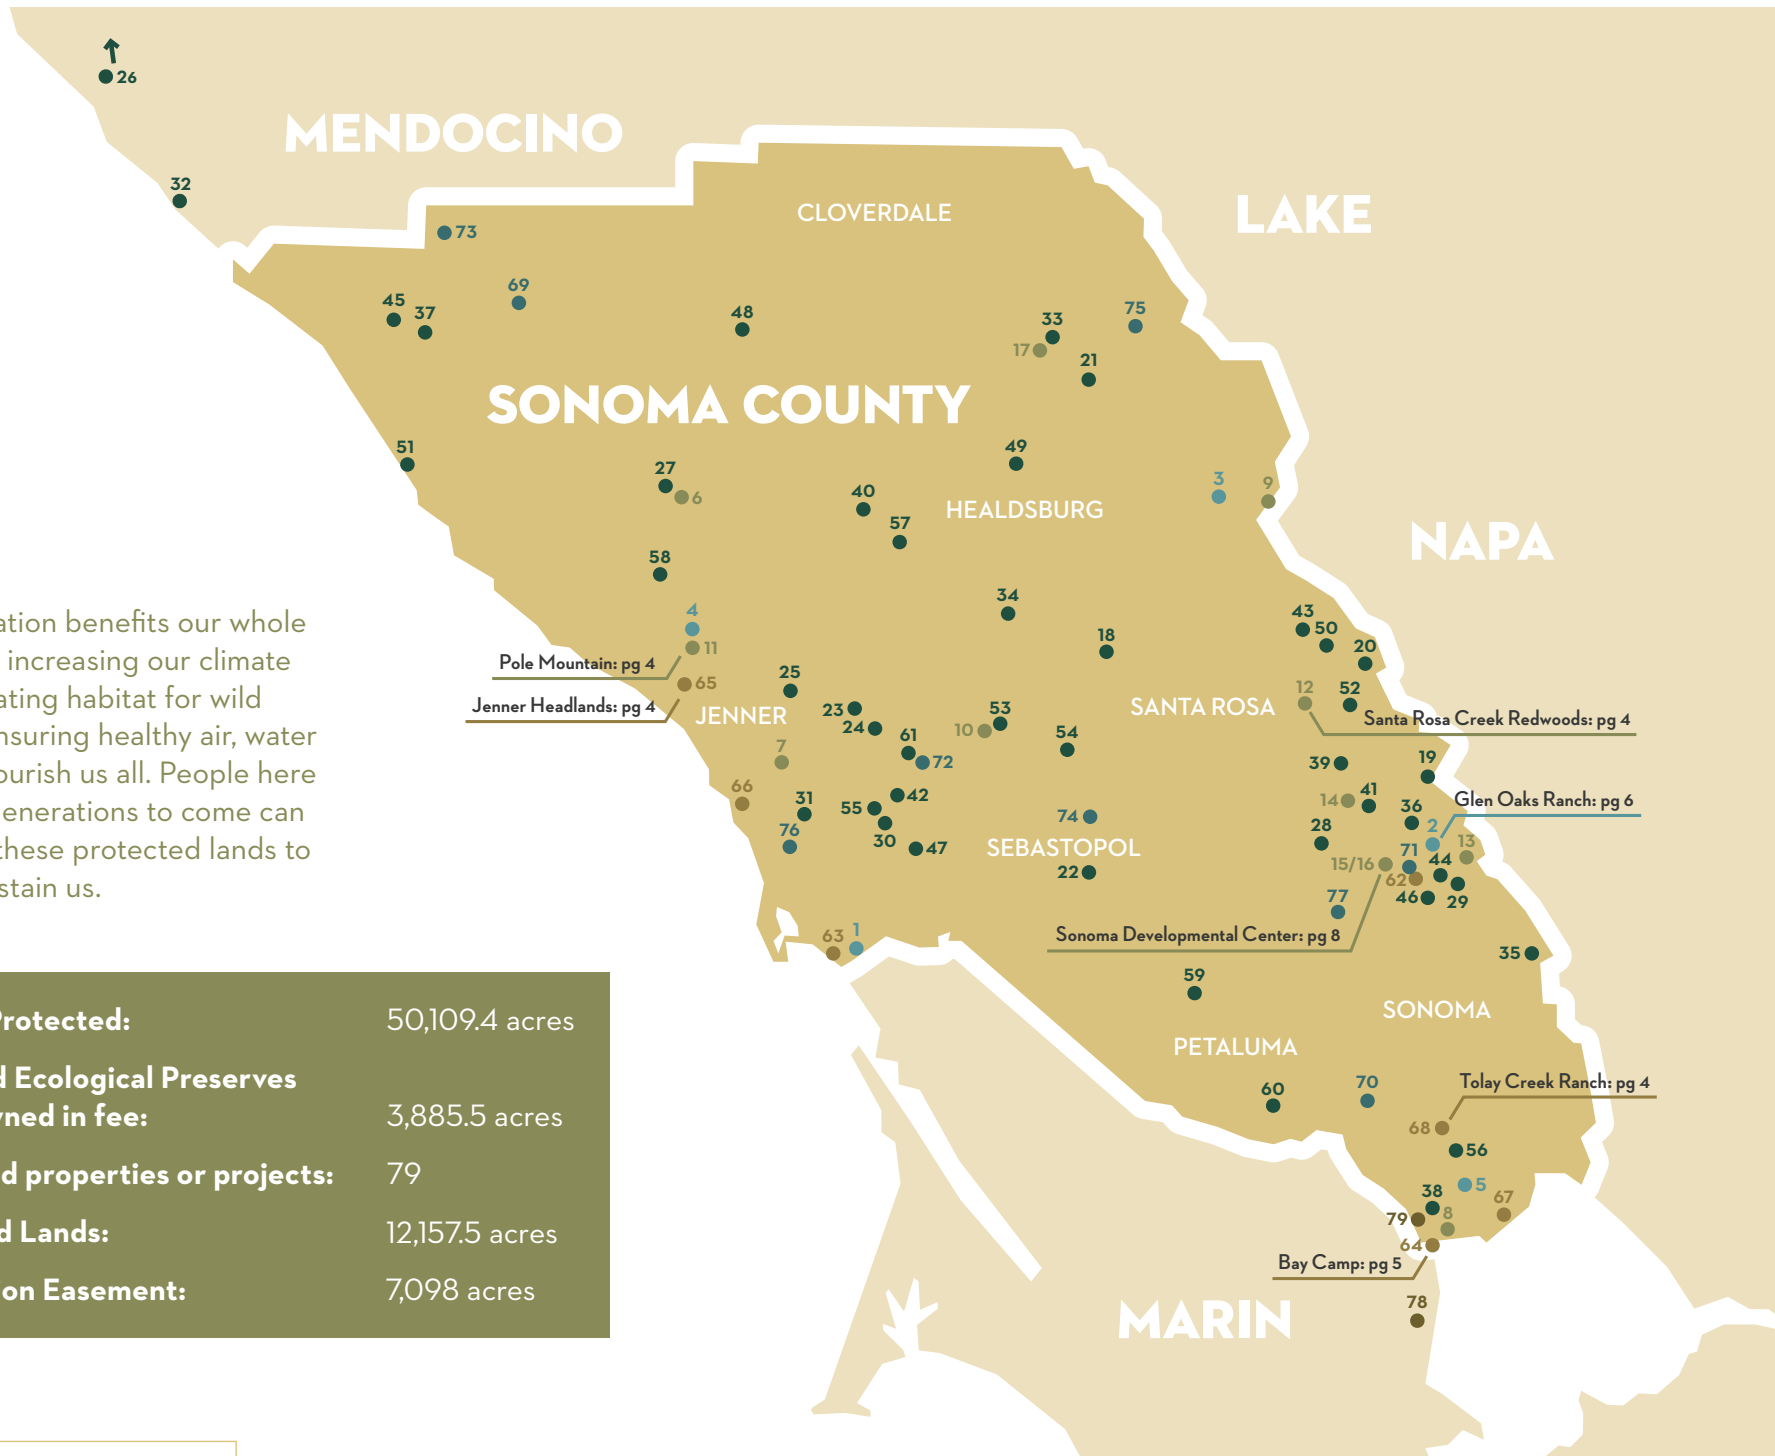 26
MENDOCINO
32
CLOVERDALE
LAKE
73
69
45
37
48
33
75
17
21
SONOMA COUNTY
51
49
27
6
40
3
9
HEALDSBURG
57
NAPA
58
34
4
43
50
18
11
20
Pole Mountain: pg 4
65
25
12
52
Jenner Headlands: pg 4
JENNER
23
53
SANTA ROSA
Santa Rosa Creek Redwoods: pg 4
24
10
61
54
7
72
39
19
66
31
42
14
41
Glen Oaks Ranch: pg 6
55
36
76
74
28
2
30
47
SEBASTOPOL
13
71
44
15/16
22
62
46
29
77
63
1
Sonoma Developmental Center: pg 8
35
59
SONOMA
PETALUMA
60
70
Tolay Creek Ranch: pg 4
68
56
5
38
67
79
8
64
Bay Camp: pg 5
78
MARIN
ation benefits our whole
increasing our climate
ating habitat for wild
nsuring healthy air, water
ourish us all. People here
enerations to come can
these protected lands to
stain us.
Protected: 50,109.4 acres
d Ecological Preserves
wned in fee: 3,885.5 acres
d properties or projects: 79
d Lands: 12,157.5 acres
on Easement: 7,098 acres